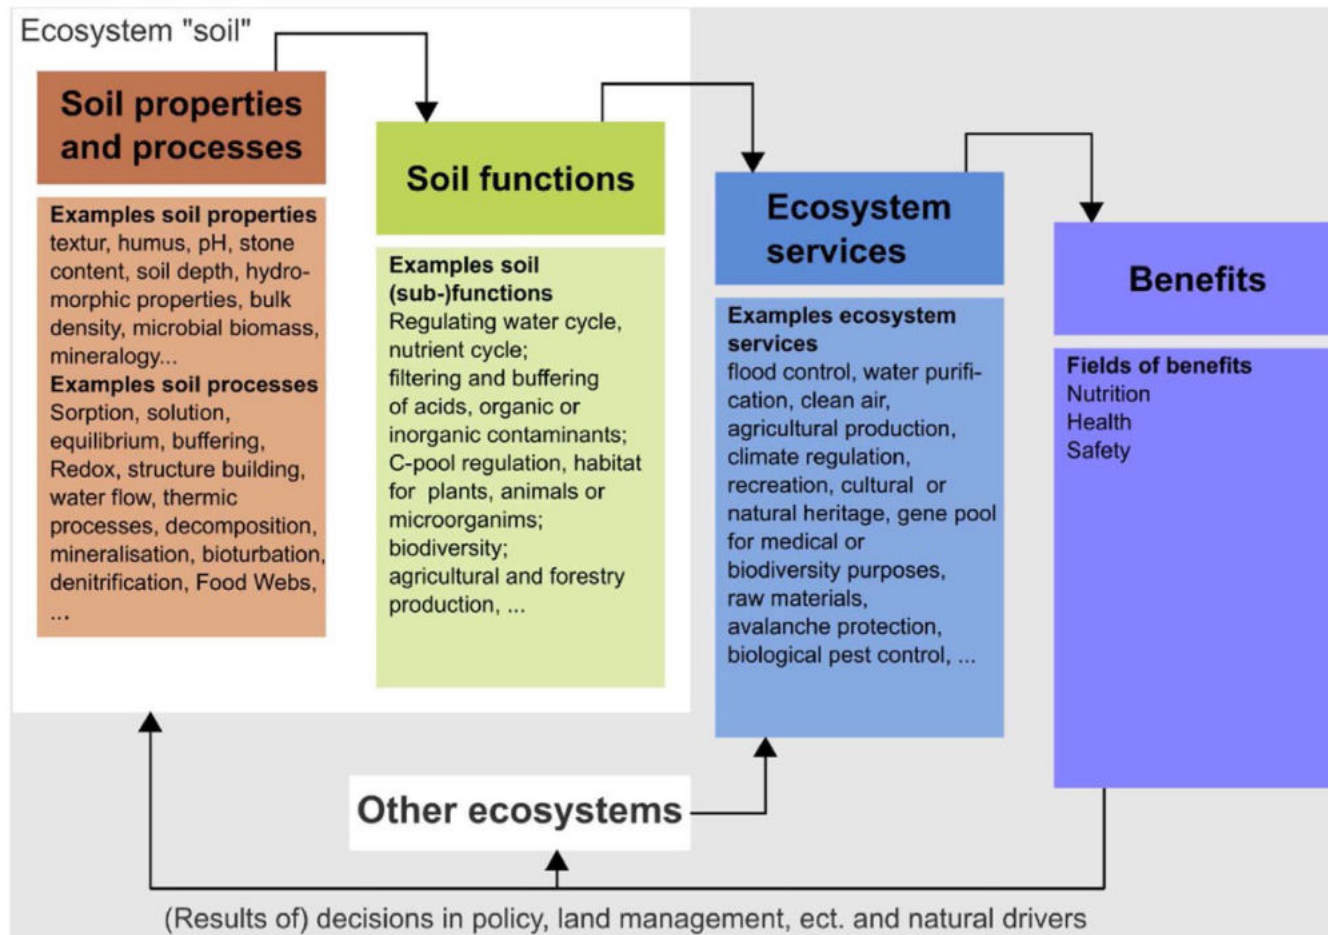 Ecosystem "soil"
Soil properties
and processes
Examples soil properties
textur, humus, pH, stone
content, soil depth, hydro-
morphic properties, bulk
density, microbial biomass,
mineralogy...
Examples soil processes
Sorption, solution,
equilibrium, buffering,
Redox, structure building,
water flow, thermic
processes, decomposition,
mineralisation, bioturbation,
denitrification, Food Webs,
...
Soil functions
Examples soil
(sub-)functions
Regulating water cycle,
nutrient cycle;
filtering and buffering
of acids, organic or
inorganic contaminants;
C-pool regulation, habitat
for plants, animals or
microorganims;
biodiversity;
agricultural and forestry
production, ...
Ecosystem
services
Examples ecosystem
services
flood control, water purifi-
cation, clean air,
agricultural production,
climate regulation,
recreation, cultural or
natural heritage, gene pool
for medical or
biodiversity purposes,
raw materials,
avalanche protection,
biological pest control, ...
Benefits
Fields of benefits
Nutrition
Health
Safety
Other ecosystems
(Results of) decisions in policy, land management, ect. and natural drivers